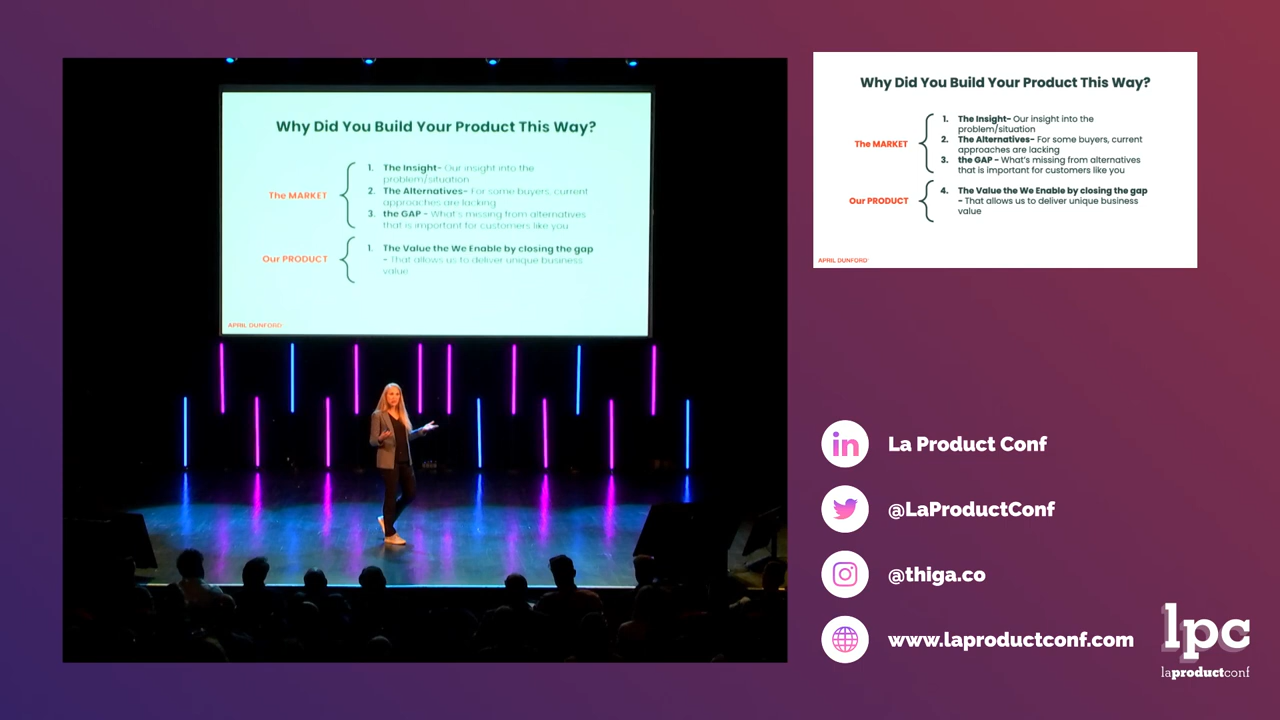 Why Did You Build Your Product This Way?
The MARKET
1. The Insight- Our insight into the
problem/situation
2. The Alternatives- For some buyers, current
approaches are lacking
3. the GAP - What's missing from alternatives
that is important for customers like you
Our PRODUCT
1. The Value the We Enable by closing the gap
- That allows us to deliver unique business
value
APRIL DUNFORD
Why Did You Build Your Product This Way?
The MARKET
1. The Insight- Our insight into the
problem/situation
2. The Alternatives- For some buyers, current
approaches are lacking
3. the GAP - What's missing from alternatives
that is important for customers like you
Our PRODUCT
4. The Value the We Enable by closing the gap
- That allows us to deliver unique business
value
APRIL DUNFORD
in La Product Conf
@LaProductConf
@thiga.co
www.laproductconf.com
lpc
laproductconf